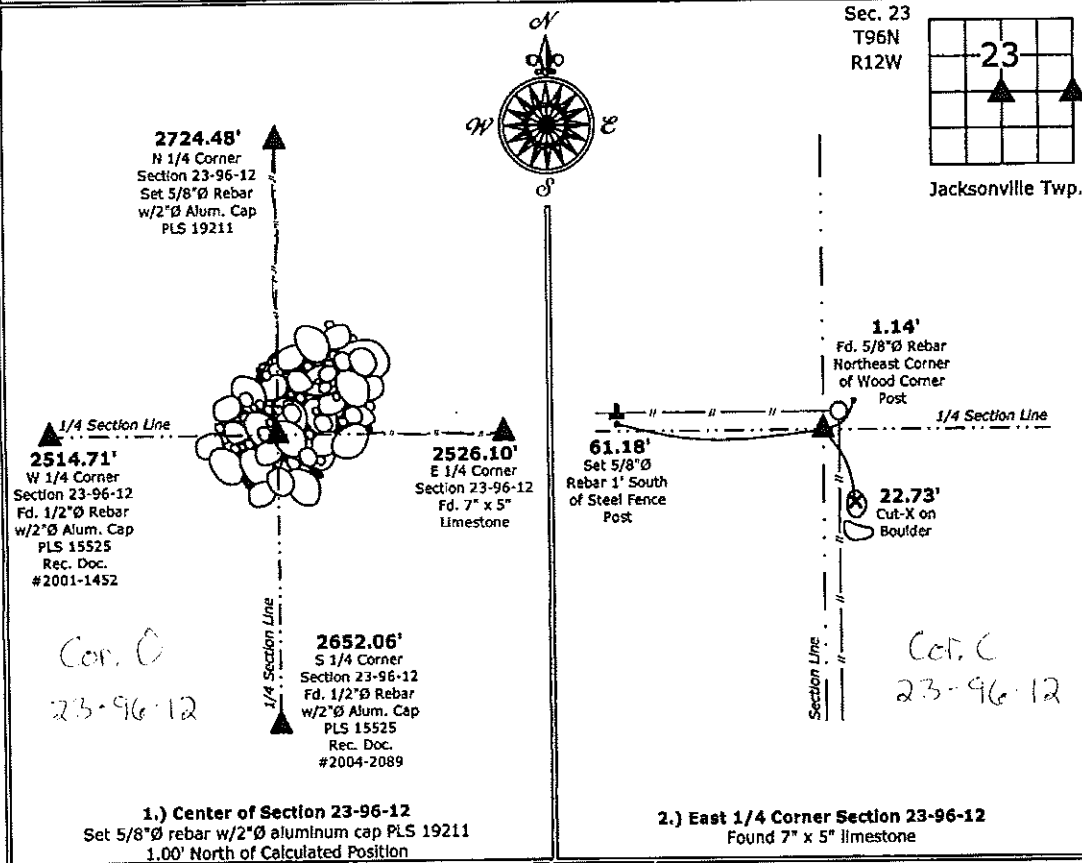 N
W
E
S
Sec. 23
T96N
R12W
23
Jacksonville Twp.
2724.48'
N 1/4 Corner
Section 23-96-12
Set 5/8"Ø Rebar
w/2"Ø Alum. Cap
PLS 19211
1/4 Section Line
2514.71'
W 1/4 Corner
Section 23-96-12
Fd. 1/2"Ø Rebar
w/2"Ø Alum. Cap
PLS 15525
Rec. Doc.
#2001-1452
2526.10'
E 1/4 Corner
Section 23-96-12
Fd. 7" x 5"
Limestone
1/4 Section Line
2652.06'
S 1/4 Corner
Section 23-96-12
Fd. 1/2"Ø Rebar
w/2"Ø Alum. Cap
PLS 15525
Rec. Doc.
#2004-2089
Cor. O
23-96-12
1.) Center of Section 23-96-12
Set 5/8"Ø rebar w/2"Ø aluminum cap PLS 19211
1.00' North of Calculated Position
1.14'
Fd. 5/8"Ø Rebar
Northeast Corner
of Wood Corner
Post
1/4 Section Line
61.18'
Set 5/8"Ø
Rebar 1' South
of Steel Fence
Post
22.73'
Cut-X on
Boulder
Section Line
Cor. C
23-96-12
2.) East 1/4 Corner Section 23-96-12
Found 7" x 5" limestone